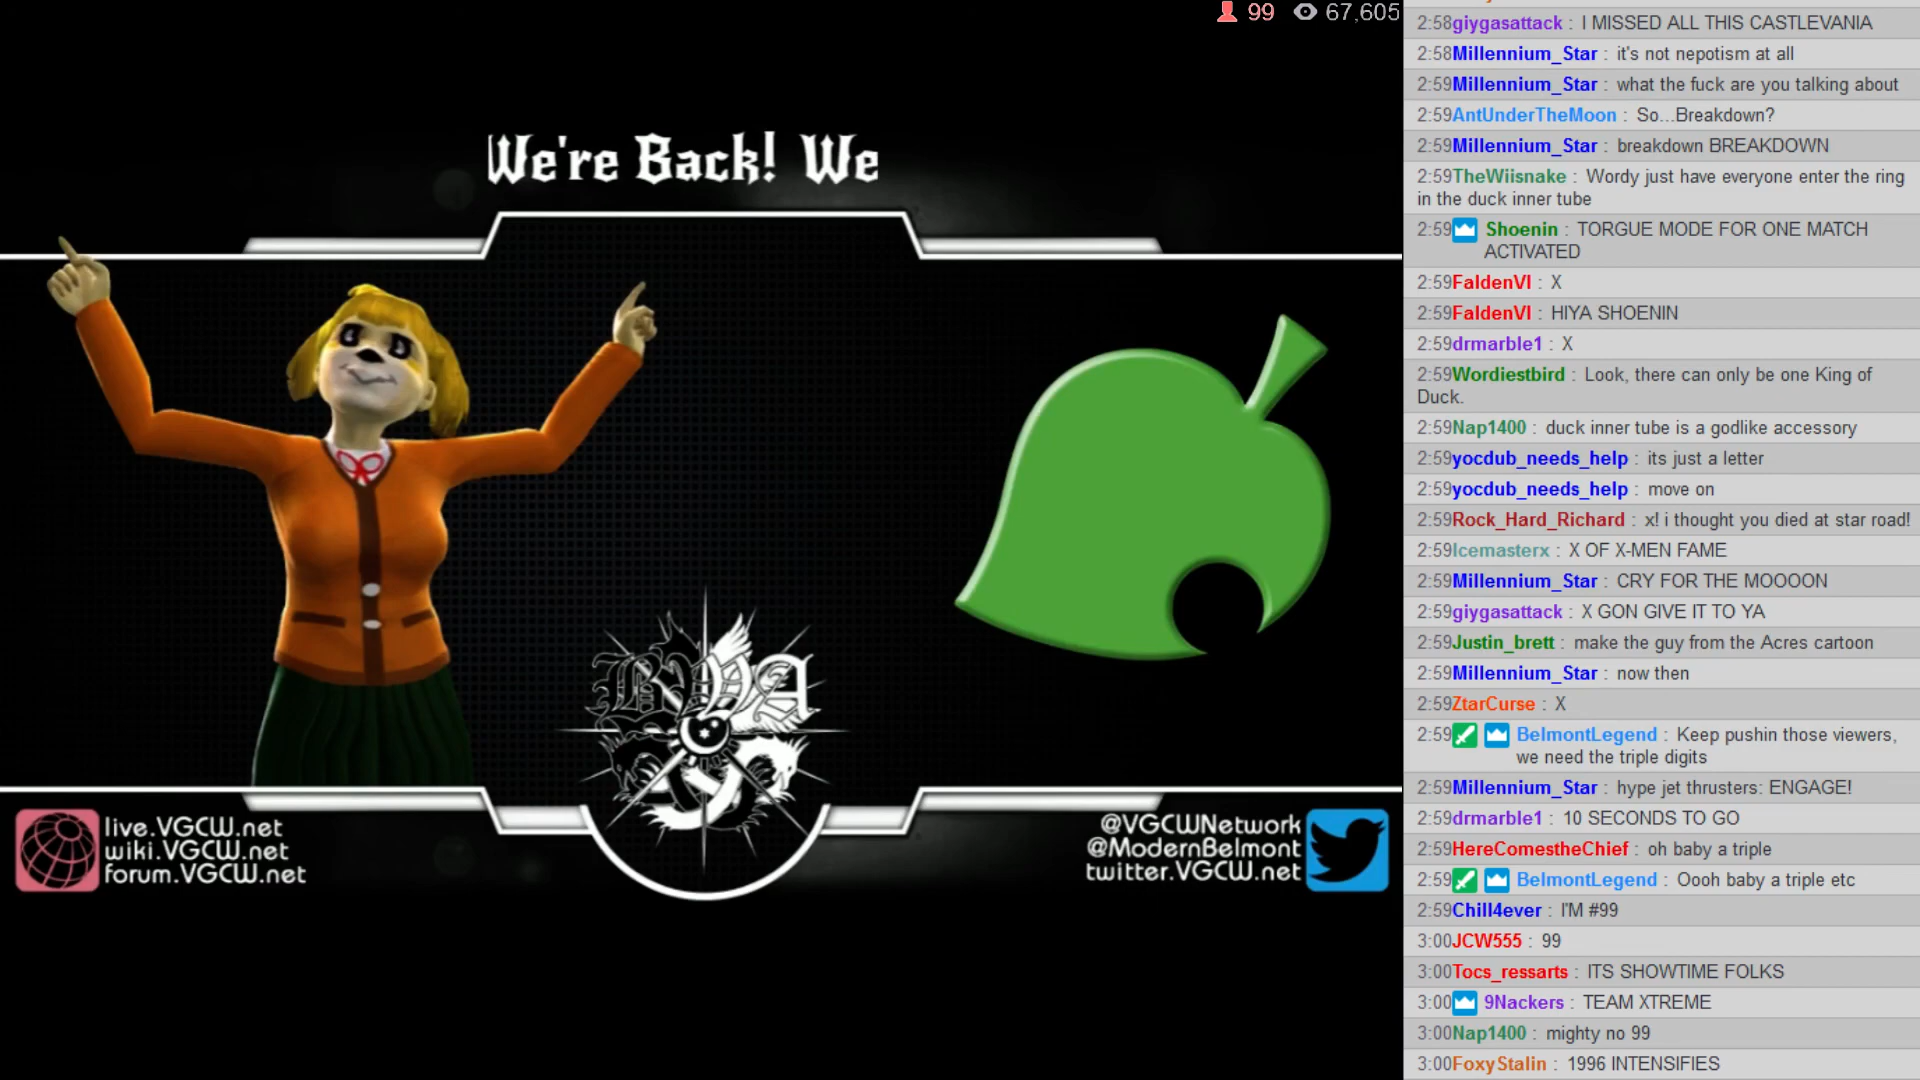 99 67,605
We're Back! We
BWA
live.VGCW.net
wiki.VGCW.net
forum.VGCW.net
@VGCWNetwork
@ModernBelmont
twitter.VGCW.net
2:58giygasattack : I MISSED ALL THIS CASTLEVANIA
2:58Millennium_Star : it's not nepotism at all
2:59Millennium_Star : what the fuck are you talking about
2:59AntUnderTheMoon : So...Breakdown?
2:59Millennium_Star : breakdown BREAKDOWN
2:59TheWiisnake : Wordy just have everyone enter the ring
in the duck inner tube
2:59 Shoenin : TORGUE MODE FOR ONE MATCH
ACTIVATED
2:59FaldenVI : X
2:59FaldenVI : HIYA SHOENIN
2:59drmarble1 : X
2:59Wordiestbird : Look, there can only be one King of
Duck.
2:59Nap1400 : duck inner tube is a godlike accessory
2:59yocdub_needs_help : its just a letter
2:59yocdub_needs_help : move on
2:59Rock_Hard_Richard : x! i thought you died at star road!
2:59Icemasterx : X OF X-MEN FAME
2:59Millennium_Star : CRY FOR THE MOOOON
2:59giygasattack : X GON GIVE IT TO YA
2:59Justin_brett : make the guy from the Acres cartoon
2:59Millennium_Star : now then
2:59ZtarCurse : X
2:59 BelmontLegend : Keep pushin those viewers,
we need the triple digits
2:59Millennium_Star : hype jet thrusters: ENGAGE!
2:59drmarble1 : 10 SECONDS TO GO
2:59HereComestheChief : oh baby a triple
2:59 BelmontLegend : Oooh baby a triple etc
2:59Chill4ever : I'M #99
3:00JCW555 : 99
3:00Tocs_ressarts : ITS SHOWTIME FOLKS
3:00 9Nackers : TEAM XTREME
3:00Nap1400 : mighty no 99
3:00FoxyStalin : 1996 INTENSIFIES